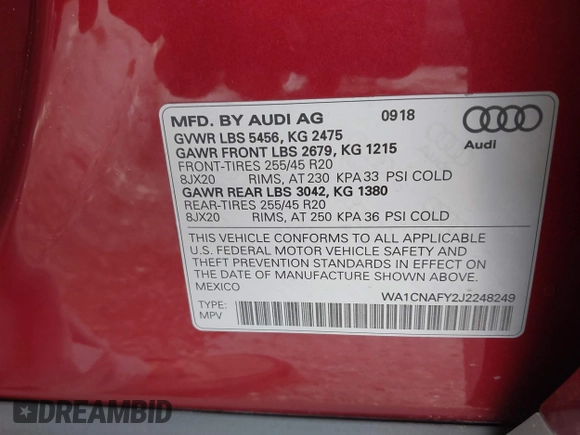 MFD. BY AUDI AG 0918
GVWR LBS 5456, KG 2475
GAWR FRONT LBS 2679, KG 1215
FRONT-TIRES 255/45 R20
8JX20 RIMS, AT 230 KPA 33 PSI COLD
GAWR REAR LBS 3042, KG 1380
REAR-TIRES 255/45 R20
8JX20 RIMS, AT 250 KPA 36 PSI COLD
Audi
THIS VEHICLE CONFORMS TO ALL APPLICABLE
U.S. FEDERAL MOTOR VEHICLE SAFETY AND
THEFT PREVENTION STANDARDS IN EFFECT ON
THE DATE OF MANUFACTURE SHOWN ABOVE.
MEXICO
WA1CNAFY2J2248249
TYPE:
MPV
DREAMBID